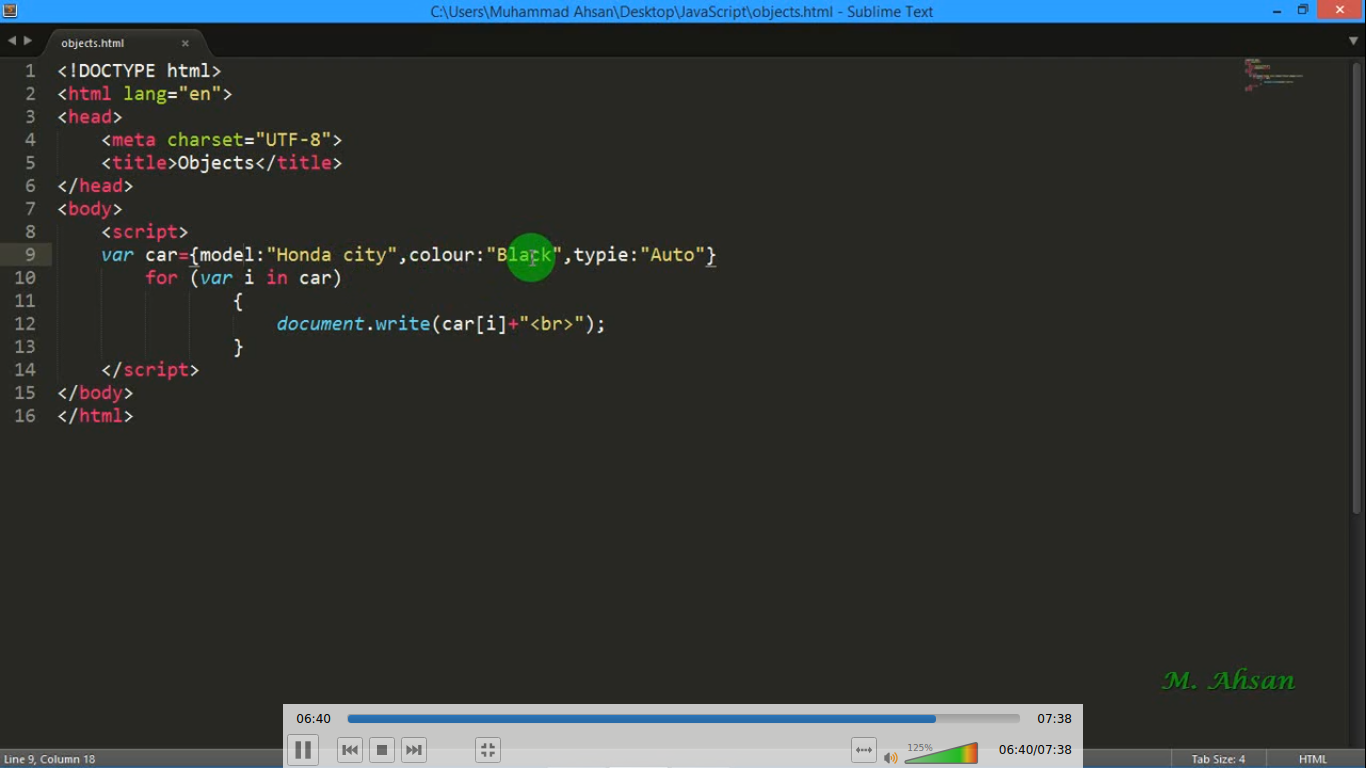 C:\Users\Muhammad Ahsan\Desktop\JavaScript\objects.html - Sublime Text
objects.html
1 <!DOCTYPE html>
2 <html lang="en">
3 <head>
4 <meta charset="UTF-8">
5 <title>Objects</title>
6 </head>
7 <body>
8 <script>
9 var car={model:"Honda city",colour:"Black",typie:"Auto"}
10 for (var i in car)
11 {
12 document.write(car[i]+"<br>");
13 }
14 </script>
15 </body>
16 </html>
M. Ahsan
06:40 07:38
125% 06:40/07:38
Line 9, Column 18 Tab Size: 4 HTML